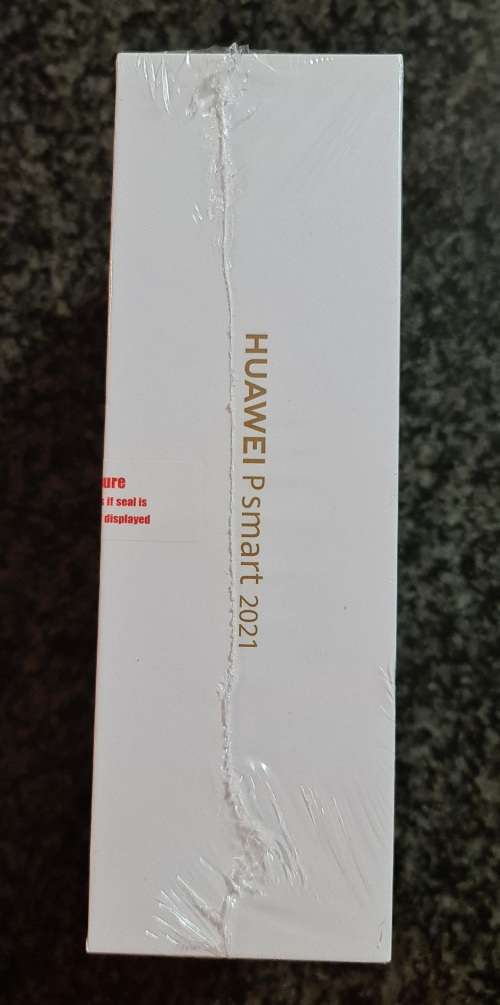 HUAWEI P smart 2021
ure
if seal is
displayed